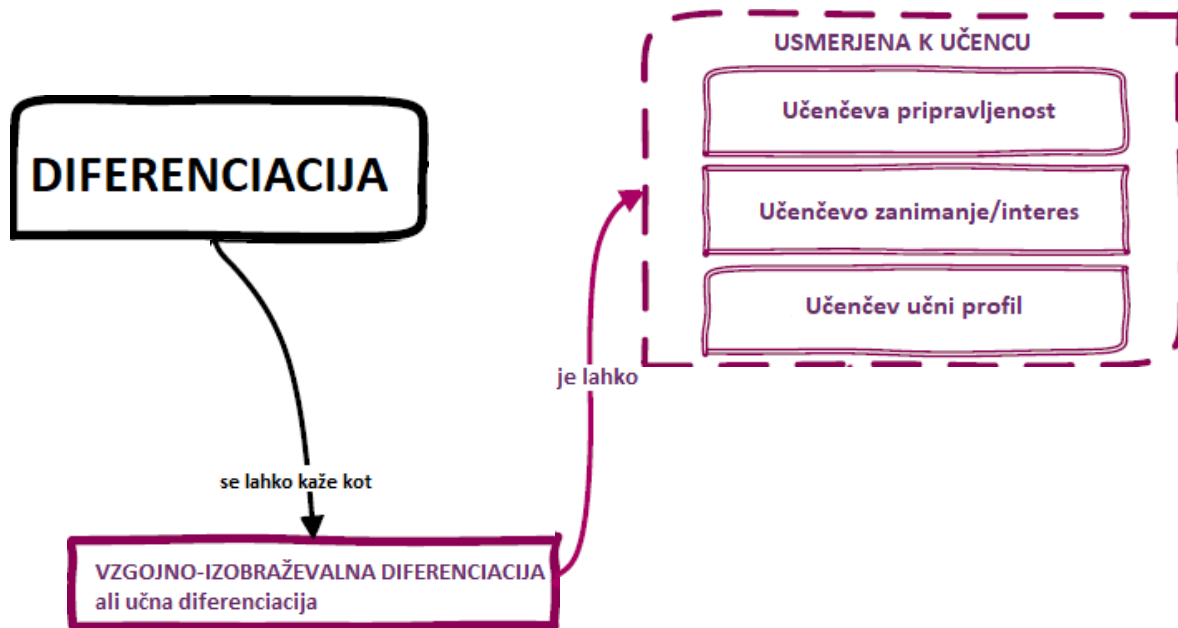 DIFERENCIACIJA
se lahko kaže kot
VZGOJNO-IZOBRAŽEVALNA DIFERENCIACIJA
ali učna diferenciacija
je lahko
USMERJENA K UČENCU
Učenčeva pripravljenost
Učenčevo zanimanje/interes
Učenčev učni profil